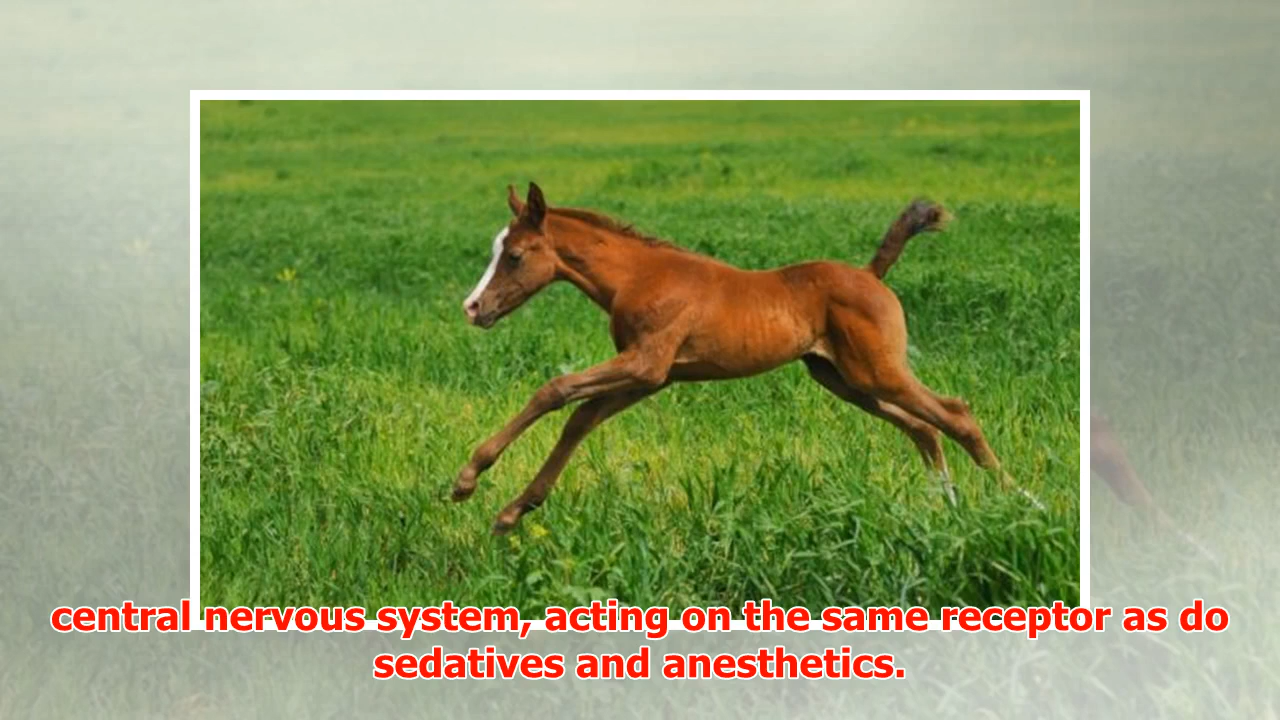 central nervous system, acting on the same receptor as do
sedatives and anesthetics.